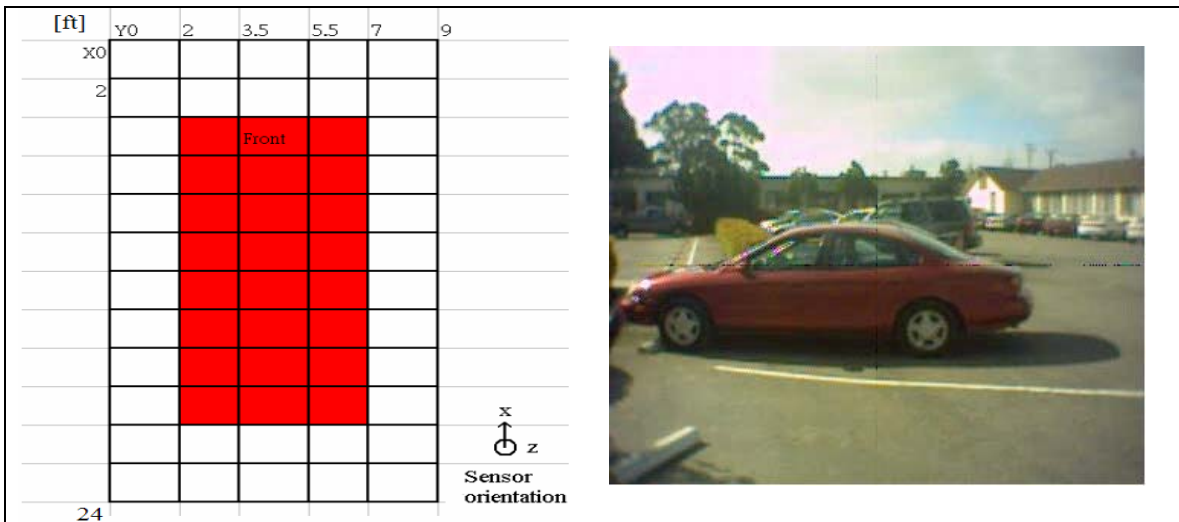 [ft] Y0 2 3.5 5.5 7 9
X0
2
Front
x
z
Sensor
orientation
24